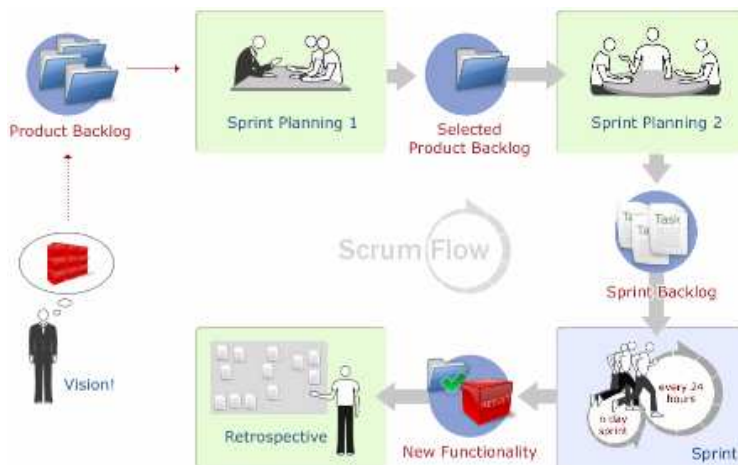 Product Backlog
Sprint Planning 1
Selected
Product Backlog
Sprint Planning 2
Scrum Flow
Task
Sprint Backlog
Vision!
Retrospective
New Functionality
every 24
hours
day
sprint
Sprint